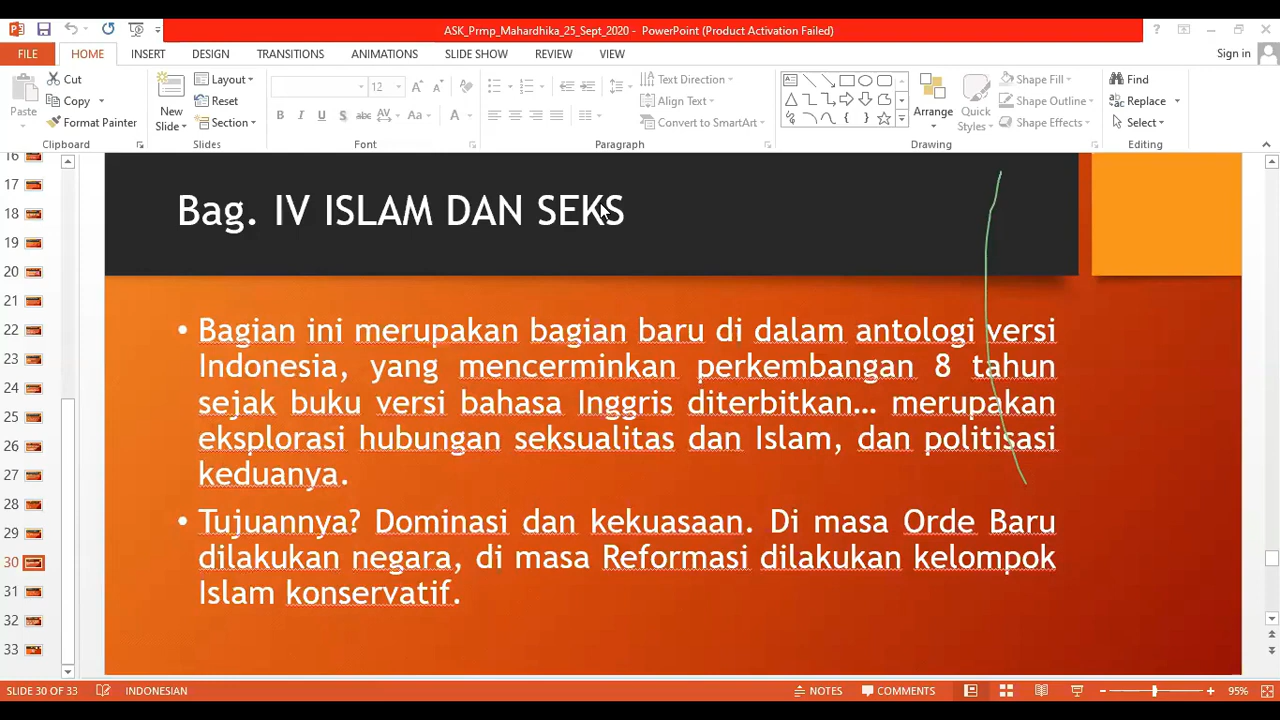 ASK_Prmp_Mahardhika_25_Sept_2020 - PowerPoint (Product Activation Failed)
FILE HOME INSERT DESIGN TRANSITIONS ANIMATIONS SLIDE SHOW REVIEW VIEW Sign in
Paste Cut Copy Format Painter
Clipboard
New Slide Layout Reset Section
Slides
12
B I U S abc AV Aa A
Font
Text Direction Align Text Convert to SmartArt
Paragraph
Arrange Quick Styles Shape Fill Shape Outline Shape Effects
Drawing
Find Replace Select
Editing
16
17
18
19
20
21
22
23
24
25
26
27
28
29
30
31
32
33
Bag. IV ISLAM DAN SEKS
• Bagian ini merupakan bagian baru di dalam antologi versi
Indonesia, yang mencerminkan perkembangan 8 tahun
sejak buku versi bahasa Inggris diterbitkan… merupakan
eksplorasi hubungan seksualitas dan Islam, dan politisasi
keduanya.
• Tujuannya? Dominasi dan kekuasaan. Di masa Orde Baru
dilakukan negara, di masa Reformasi dilakukan kelompok
Islam konservatif.
SLIDE 30 OF 33 INDONESIAN NOTES COMMENTS 95%